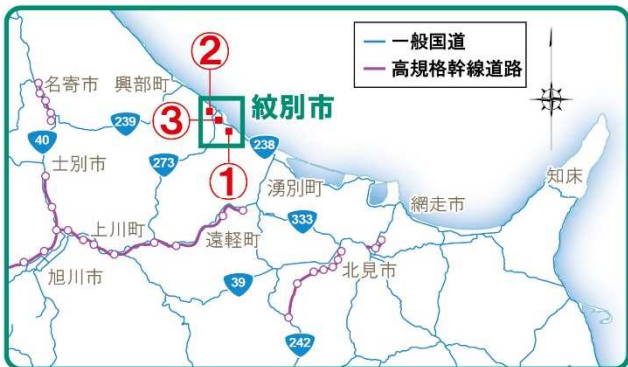 一般国道
高規格幹線道路
②
名寄市
興部町
③
紋別市
239
40
238
273
①
士別市
知床
湧別町
網走市
333
上川町
遠軽町
旭川市
39
北見市
242